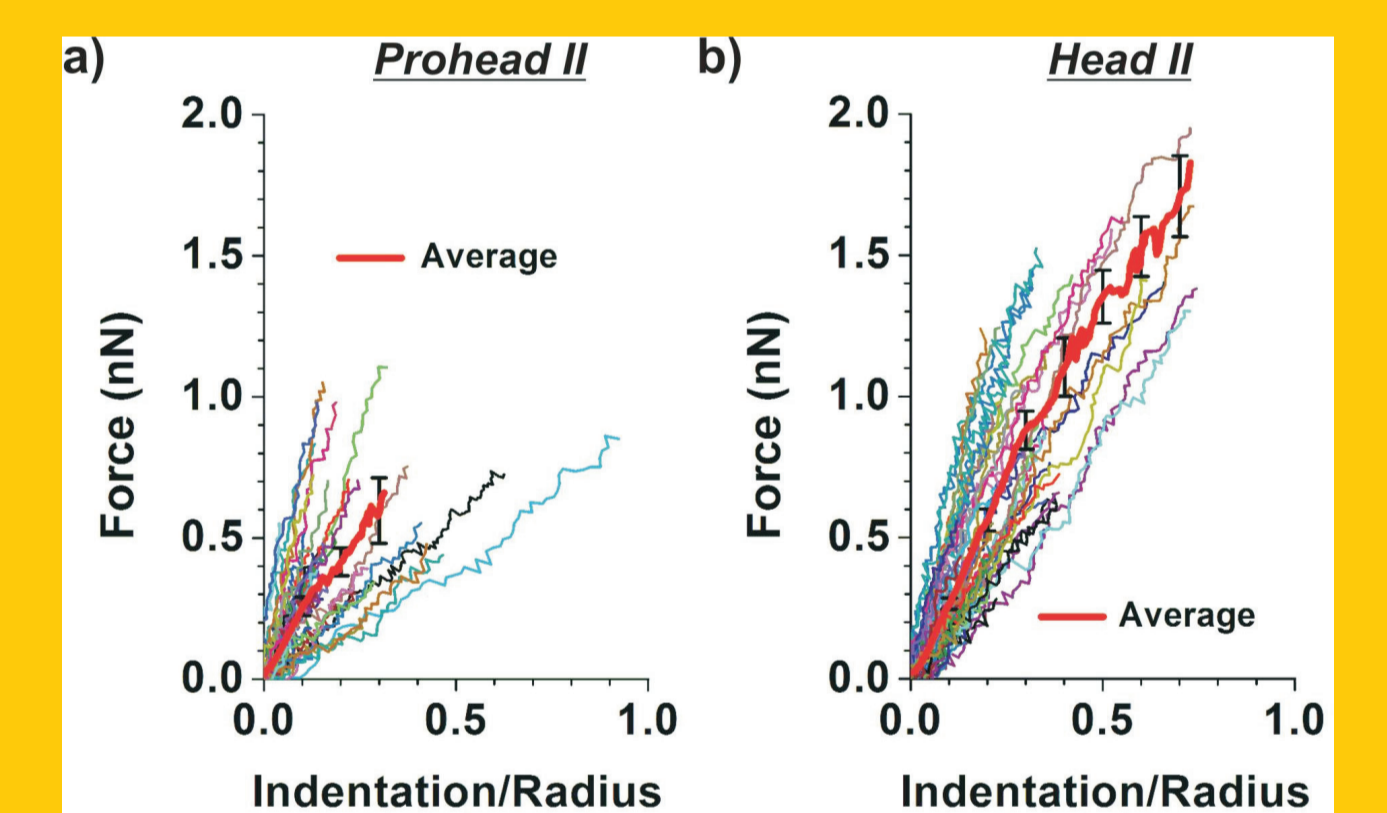 a)
Prohead II
2.0
1.5
1.0
0.5
0.0
0.0 0.5 1.0
Force (nN)
Indentation/Radius
Average
b)
Head II
2.0
1.5
1.0
0.5
0.0
0.0 0.5 1.0
Force (nN)
Indentation/Radius
Average